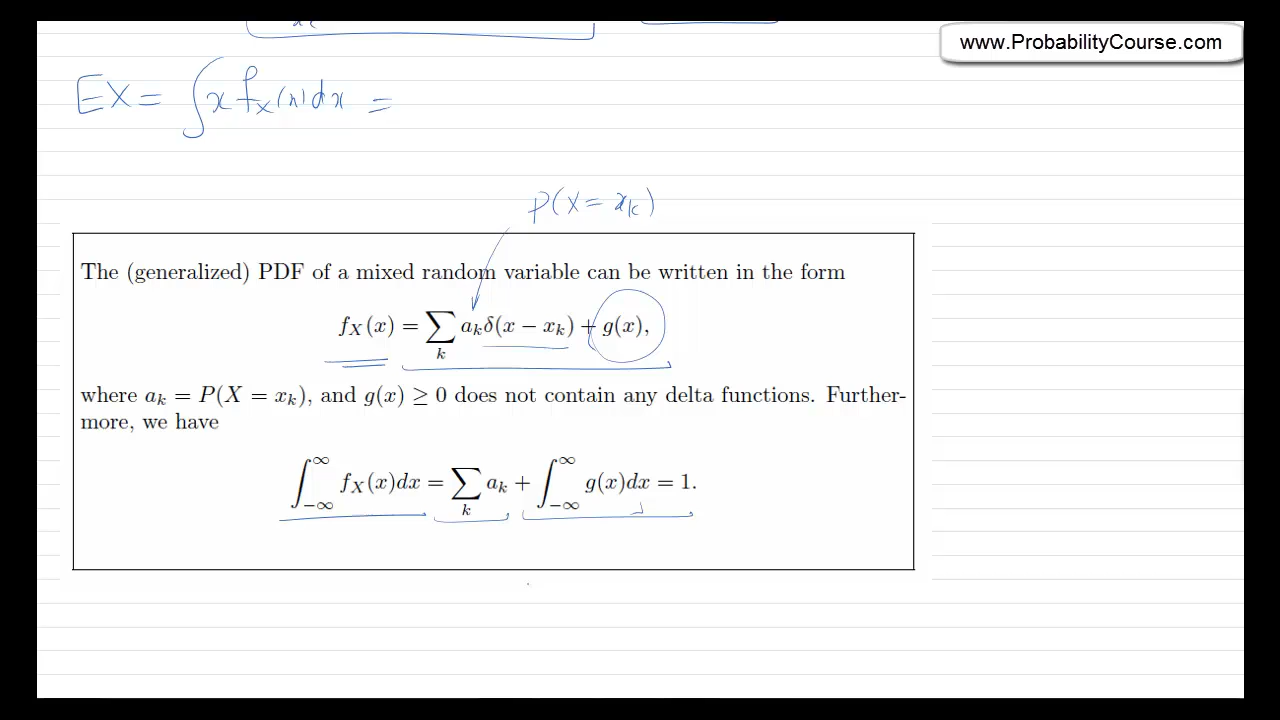 www.ProbabilityCourse.com
EX = ∫ x f_X(x) dx =
P(X = x_k)
The (generalized) PDF of a mixed random variable can be written in the form
f_X(x) = ∑_k a_k δ(x − x_k) + g(x),
where a_k = P(X = x_k), and g(x) ≥ 0 does not contain any delta functions. Further-
more, we have
∫_{−∞}^{∞} f_X(x)dx = ∑_k a_k + ∫_{−∞}^{∞} g(x)dx = 1.